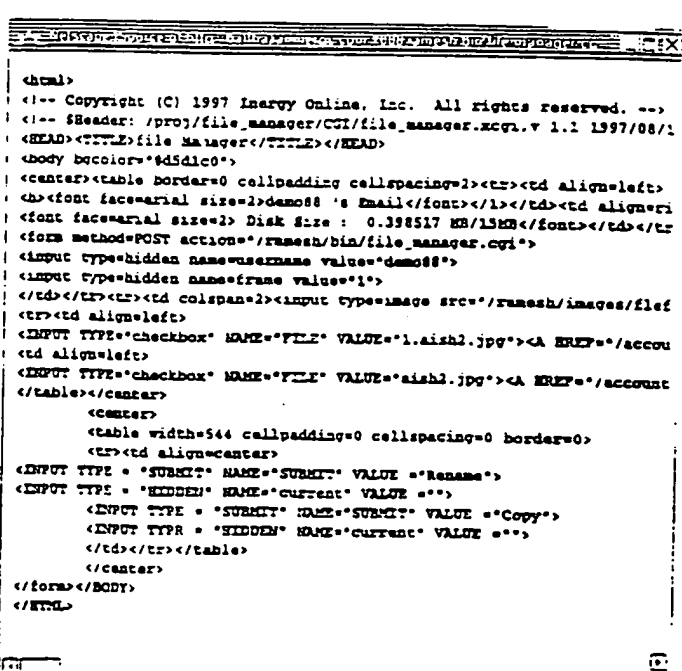 <html>
<!-- Copyright (C) 1997 Inergy Online, Inc. All rights reserved. -->
<!-- $Header: /proj/file_manager/CGI/file_manager.xcgi,v 1.2 1997/08/1
<HEAD><TITLE>file Manager</TITLE></HEAD>
<body bgcolor="#d5d1c0">
<center><table border=0 cellpadding cellspacing=2><tr><td align=left>
<b><font face=arial size=2>demo88 's Email</font></i></td><td align=ri
<font face=arial size=2> Disk Size : 0.398517 MB/15MB</font></td></tr
<form method=POST action="/ramesh/bin/file_manager.cgi">
<input type=hidden name=username value="demo88">
<input type=hidden name=frame value="1">
</td></tr><tr><td colspan=2><input type=image src="/ramesh/images/flef
<tr><td align=left>
<INPUT TYPE="checkbox" NAME="FILE" VALUE="1.aish2.jpg"><A HREF="/accou
<td align=left>
<INPUT TYPE="checkbox" NAME="FILE" VALUE="aish2.jpg"><A HREF="/account
</table></center>
<center>
<table width=544 cellpadding=0 cellspacing=0 border=0>
<tr><td align=center>
<INPUT TYPE = "SUBMIT" NAME="SUBMIT" VALUE ="Rename">
<INPUT TYPE = "HIDDEN" NAME="current" VALUE ="">
<INPUT TYPE = "SUBMIT" NAME="SUBMIT" VALUE ="Copy">
<INPUT TYPR = "HIDDEN" NAME="current" VALUE ="">
</td></tr></table>
</center>
</form></BODY>
</HTML>